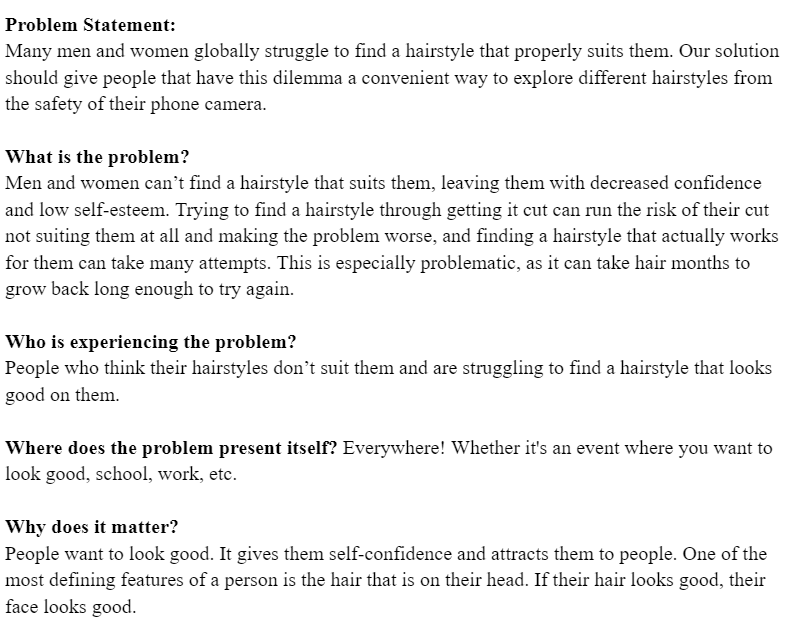 Problem Statement:
Many men and women globally struggle to find a hairstyle that properly suits them. Our solution
should give people that have this dilemma a convenient way to explore different hairstyles from
the safety of their phone camera.
What is the problem?
Men and women can’t find a hairstyle that suits them, leaving them with decreased confidence
and low self-esteem. Trying to find a hairstyle through getting it cut can run the risk of their cut
not suiting them at all and making the problem worse, and finding a hairstyle that actually works
for them can take many attempts. This is especially problematic, as it can take hair months to
grow back long enough to try again.
Who is experiencing the problem?
People who think their hairstyles don’t suit them and are struggling to find a hairstyle that looks
good on them.
Where does the problem present itself? Everywhere! Whether it's an event where you want to
look good, school, work, etc.
Why does it matter?
People want to look good. It gives them self-confidence and attracts them to people. One of the
most defining features of a person is the hair that is on their head. If their hair looks good, their
face looks good.